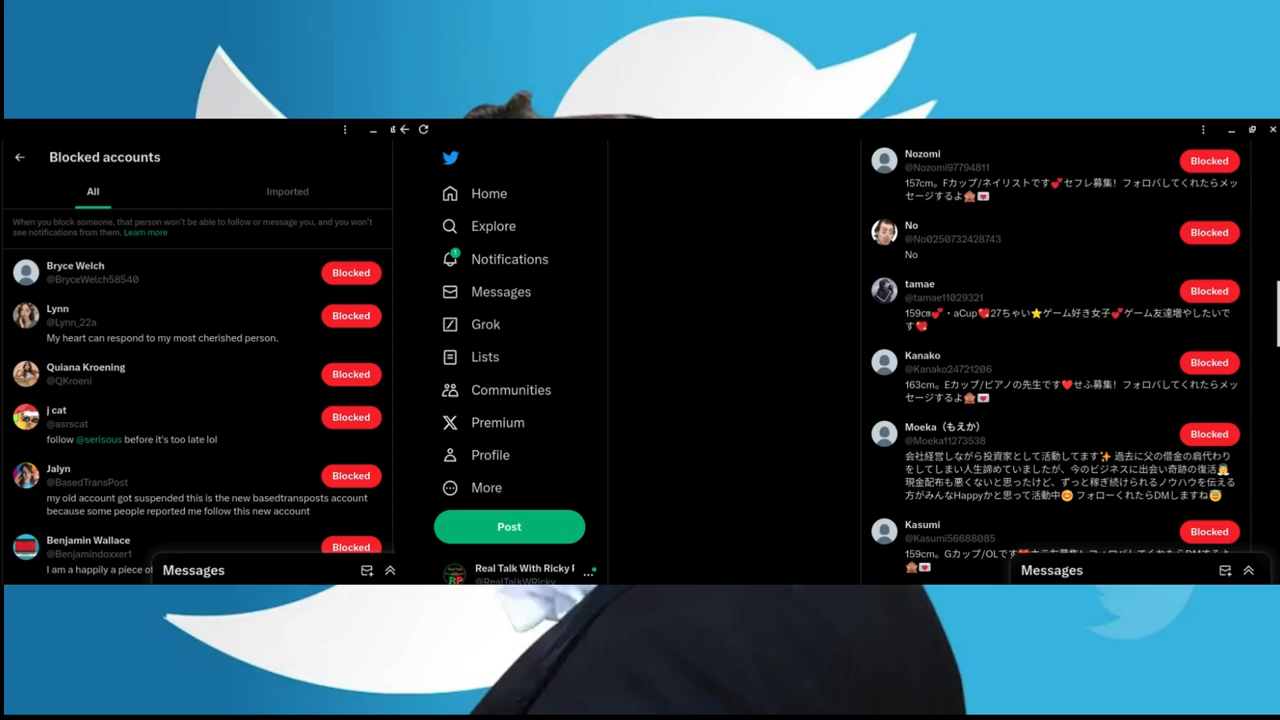 Blocked accounts
All
Imported
When you block someone, that person won't be able to follow or message you, and you won't
see notifications from them. Learn more
Bryce Welch
@BryceWelch58540
Blocked
Lynn
@Lynn_22a
Blocked
My heart can respond to my most cherished person.
Quiana Kroening
@QKroeni
Blocked
j cat
@asrscat
Blocked
follow @serisous before it's too late lol
Jalyn
@BasedTransPost
Blocked
my old account got suspended this is the new basedtransposts account
because some people reported me follow this new account
Benjamin Wallace
@Benjamindoxxer1
Blocked
I am a happily a piece of
Messages
Home
Explore
1
Notifications
Messages
Grok
Lists
Communities
Premium
Profile
More
Post
Real Talk With Ricky
@RealTalkWRicky
Nozomi
@Nozomi97794811
Blocked
157cm。Fカップ/ネイリストです💕セフレ募集！フォロバしてくれたらメッ
セージするよ🙈💌
No
@No0250732428743
Blocked
No
tamae
@tamae11029321
Blocked
159㎝💕・aCup💘27ちゃい⭐ゲーム好き女子💕ゲーム友達増やしたいで
す💘
Kanako
@Kanako24721206
Blocked
163cm。Eカップ/ピアノの先生です❤️せふ募集！フォロバしてくれたらメッ
セージするよ🙈💌
Moeka（もえか）
@Moeka11273538
Blocked
会社経営しながら投資家として活動してます✨ 過去に父の借金の肩代わり
をしてしまい人生諦めていましたが、今のビジネスに出会い奇跡の復活
現金配布も悪くないと思ったけど、ずっと稼ぎ続けられるノウハウを伝える
方がみんなHappyかと思って活動中😊 フォローくれたらDMしますね😇
Kasumi
@Kasumi56688085
Blocked
159cm。Gカップ/OLです❤️
🙈💌
Messages